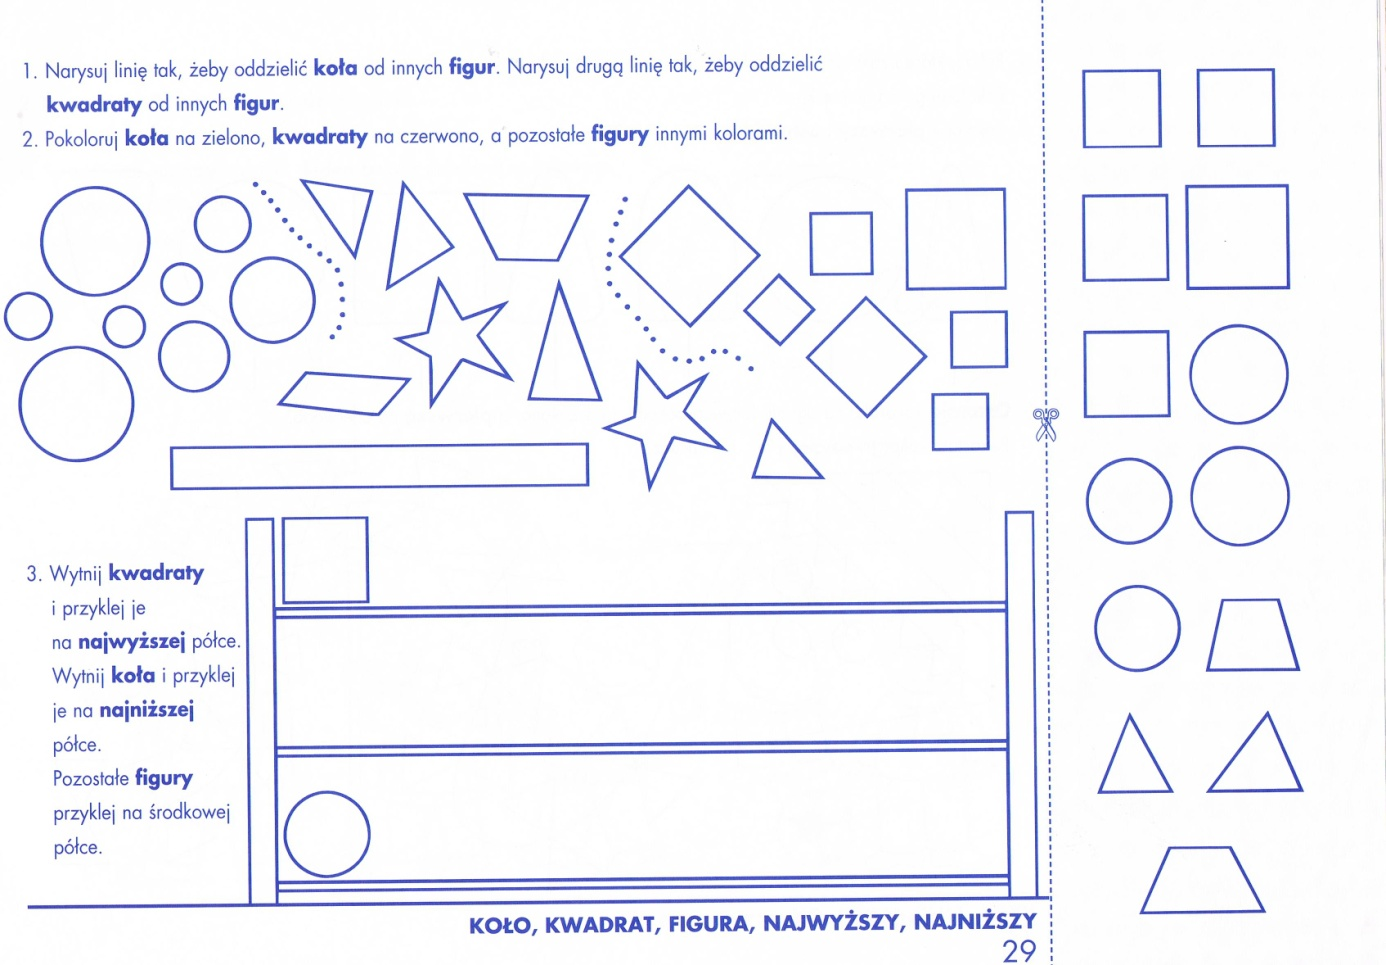 1. Narysuj linię tak, żeby oddzielić koła od innych figur. Narysuj drugą linię tak, żeby oddzielić
kwadraty od innych figur.
2. Pokoloruj koła na zielono, kwadraty na czerwono, a pozostałe figury innymi kolorami.
3. Wytnij kwadraty
i przyklej je
na najwyższej półce.
Wytnij koła i przyklej
je na najniższej
półce.
Pozostałe figury
przyklej na środkowej
półce.
KOŁO, KWADRAT, FIGURA, NAJWYŻSZY, NAJNIŻSZY
29